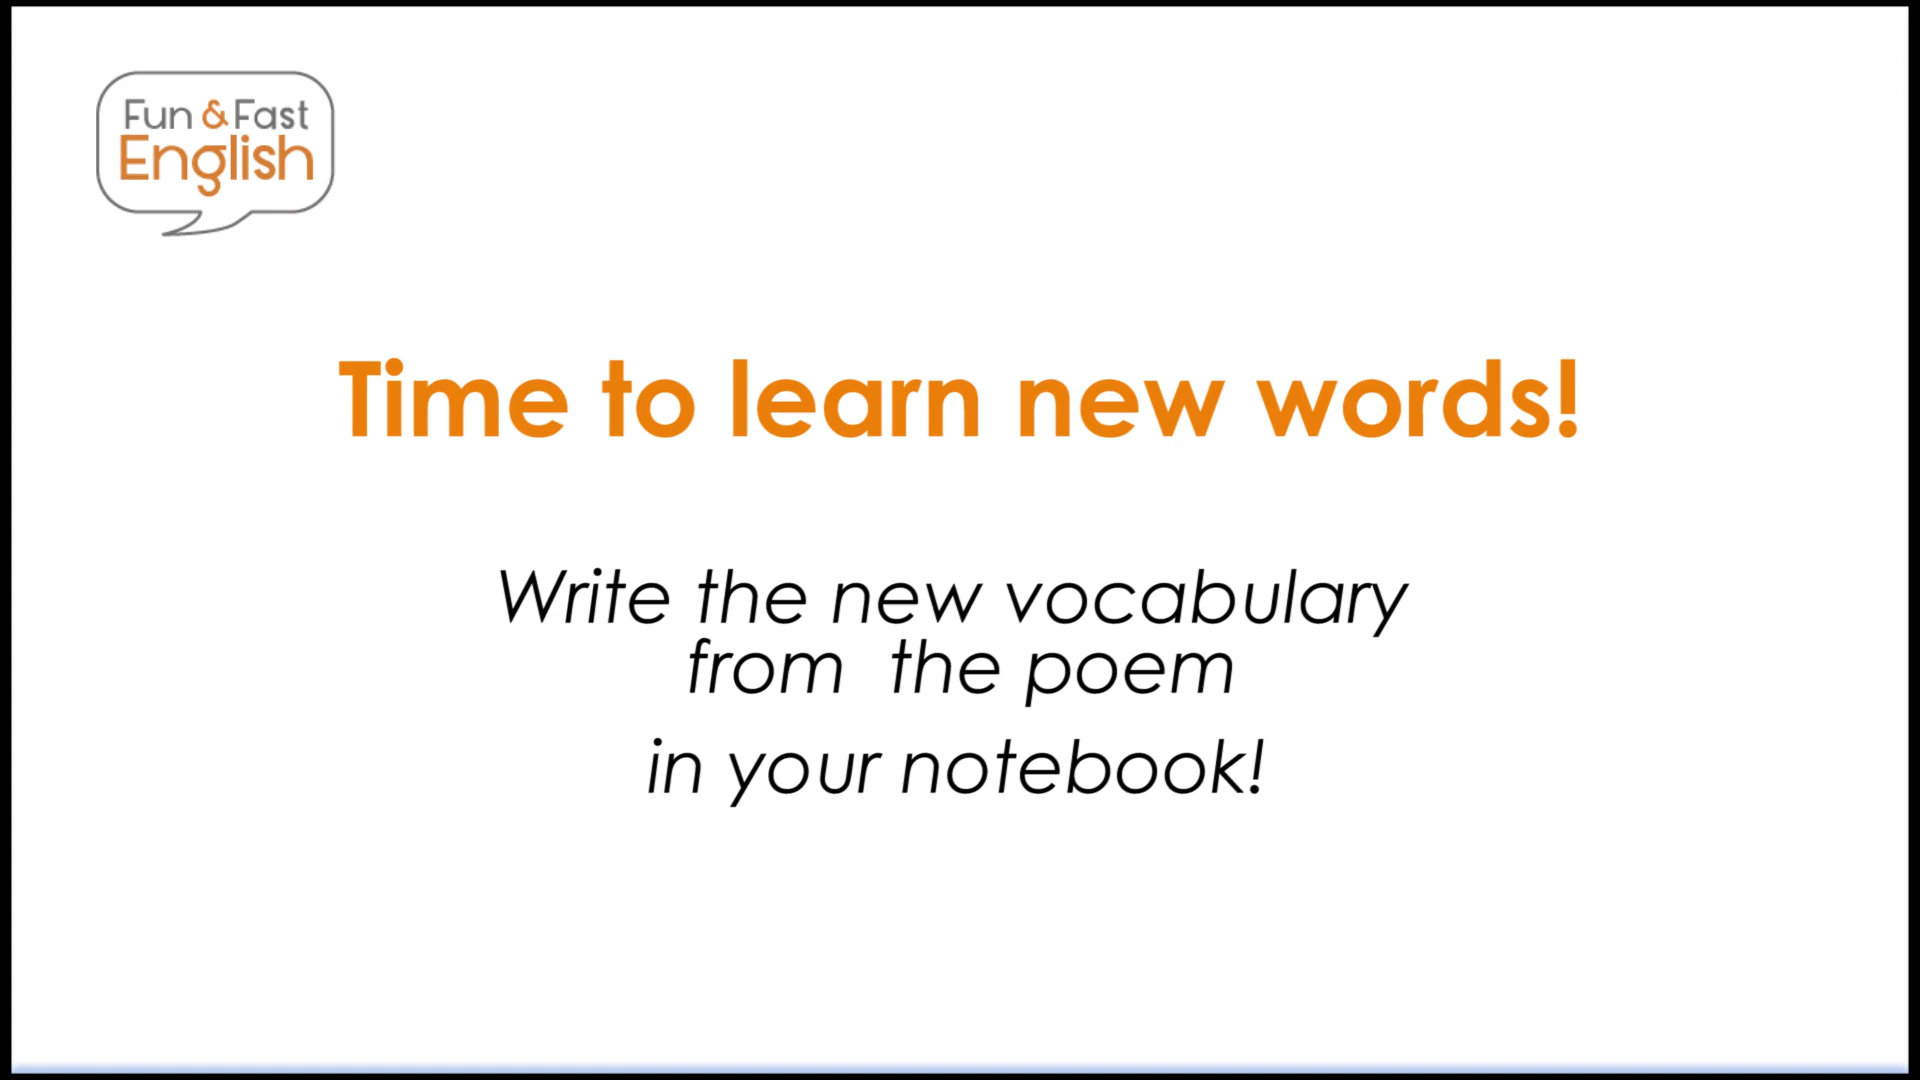 Fun & Fast
English
Time to learn new words!
Write the new vocabulary
from the poem
in your notebook!